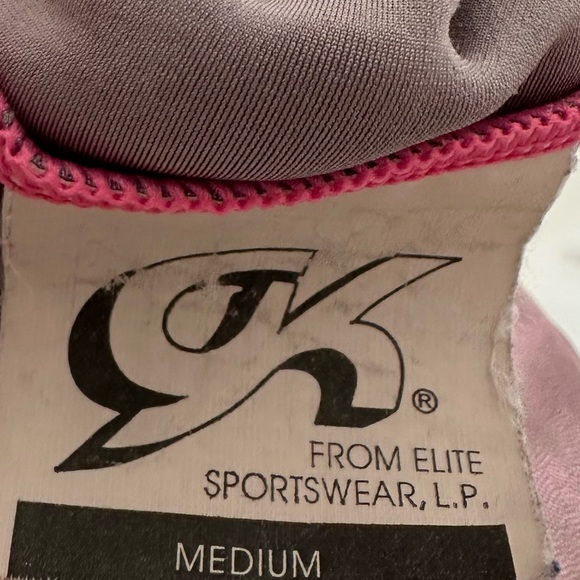 GK®
FROM ELITE
SPORTSWEAR, L.P.
MEDIUM